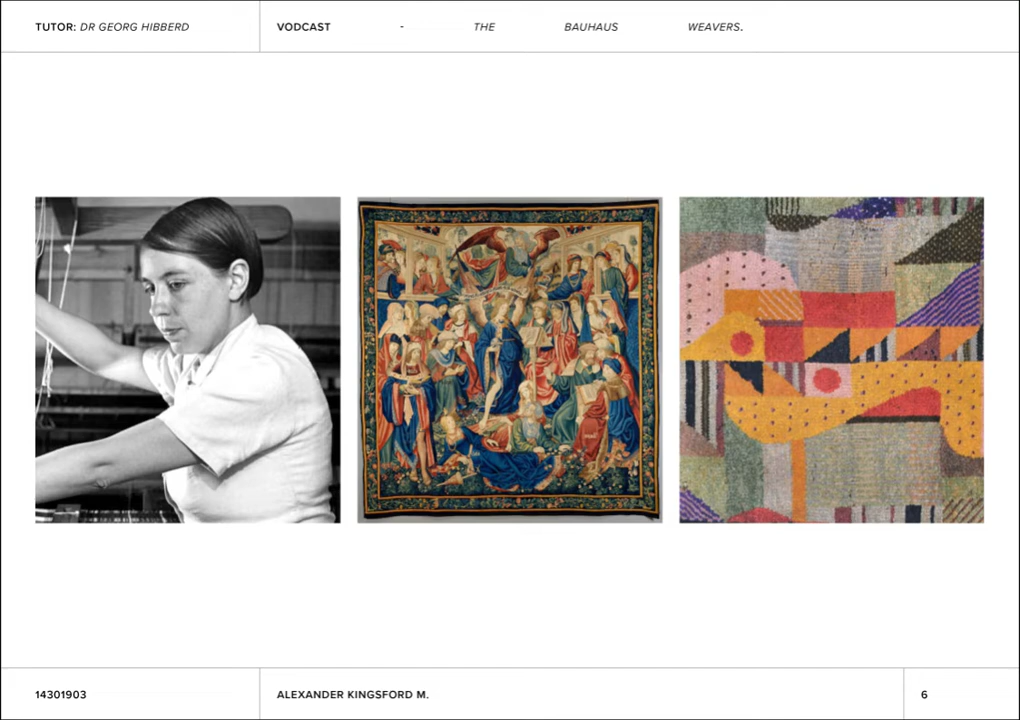 TUTOR: DR GEORG HIBBERD
VODCAST - THE BAUHAUS WEAVERS.
14301903
ALEXANDER KINGSFORD M.
6